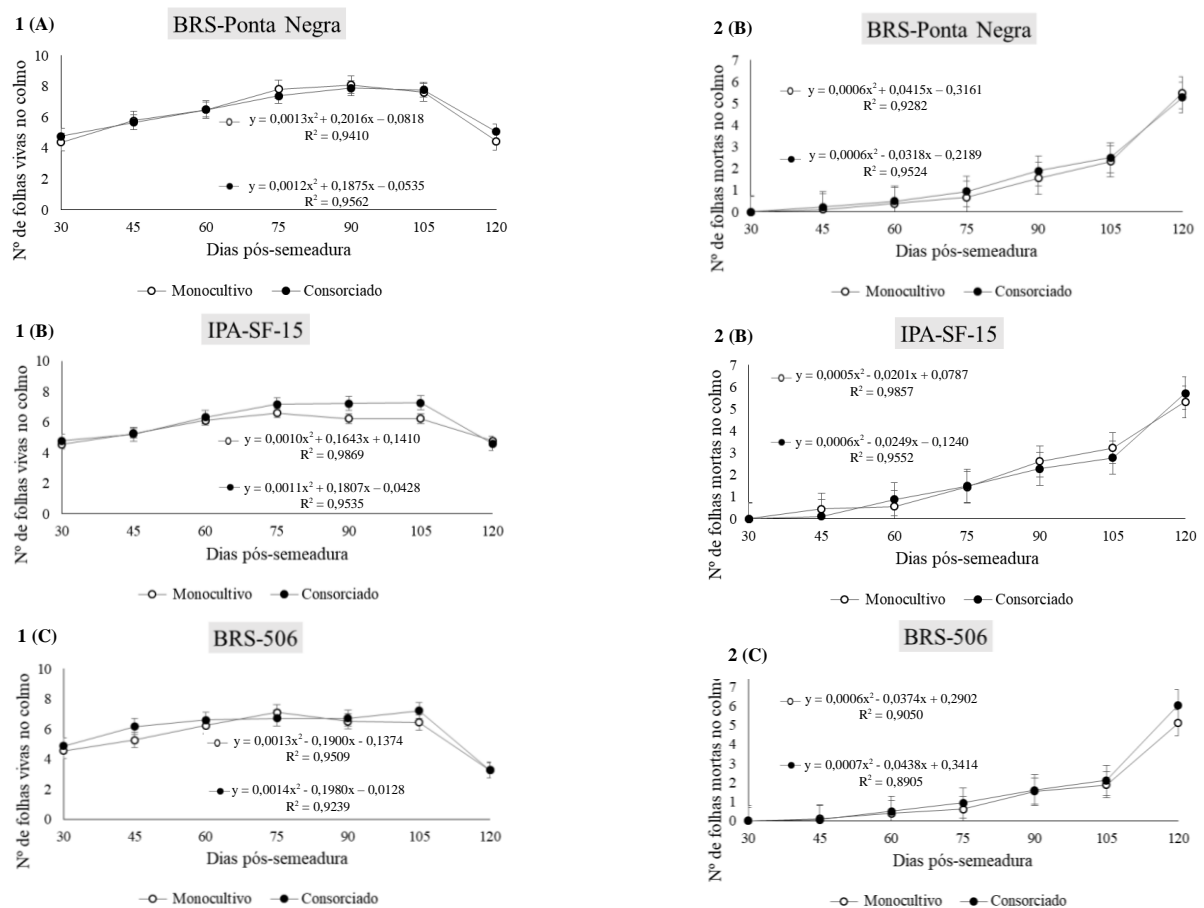 1 (A)
BRS-Ponta Negra
Nº de folhas vivas no colmo
10
8
6
4
2
0
y = 0,0013x² + 0,2016x – 0,0818
R² = 0,9410
y = 0,0012x² + 0,1875x – 0,0535
R² = 0,9562
30 45 60 75 90 105 120
Dias pós-semeadura
Monocultivo Consorciado
2 (B)
BRS-Ponta Negra
Nº de folhas mortas no colmo
7
6
5
4
3
2
1
0
y = 0,0006x² + 0,0415x – 0,3161
R² = 0,9282
y = 0,0006x² - 0,0318x – 0,2189
R² = 0,9524
30 45 60 75 90 105 120
Dias pós-semeadura
Monocultivo Consorciado
1 (B)
IPA-SF-15
Nº de folhas vivas no colmo
10
8
6
4
2
0
y = 0,0010x² + 0,1643x + 0,1410
R² = 0,9869
y = 0,0011x² + 0,1807x – 0,0428
R² = 0,9535
30 45 60 75 90 105 120
Dias pós-semeadura
Monocultivo Consorciado
2 (B)
IPA-SF-15
Nº de folhas mortas no colmo
7
6
5
4
3
2
1
0
y = 0,0005x² - 0,0201x + 0,0787
R² = 0,9857
y = 0,0006x² - 0,0249x – 0,1240
R² = 0,9552
30 45 60 75 90 105 120
Dias pós-semeadura
Monocultivo Consorciado
1 (C)
BRS-506
Nº de folhas vivas no colmo
10
8
6
4
2
0
y = 0,0013x² - 0,1900x - 0,1374
R² = 0,9509
y = 0,0014x² - 0,1980x – 0,0128
R² = 0,9239
30 45 60 75 90 105 120
Dias pós-semeadura
Monocultivo Consorciado
2 (C)
BRS-506
Nº de folhas mortas no colmo
7
6
5
4
3
2
1
0
y = 0,0006x² - 0,0374x + 0,2902
R² = 0,9050
y = 0,0007x² - 0,0438x + 0,3414
R² = 0,8905
30 45 60 75 90 105 120
Dias pós-semeadura
Monocultivo Consorciado